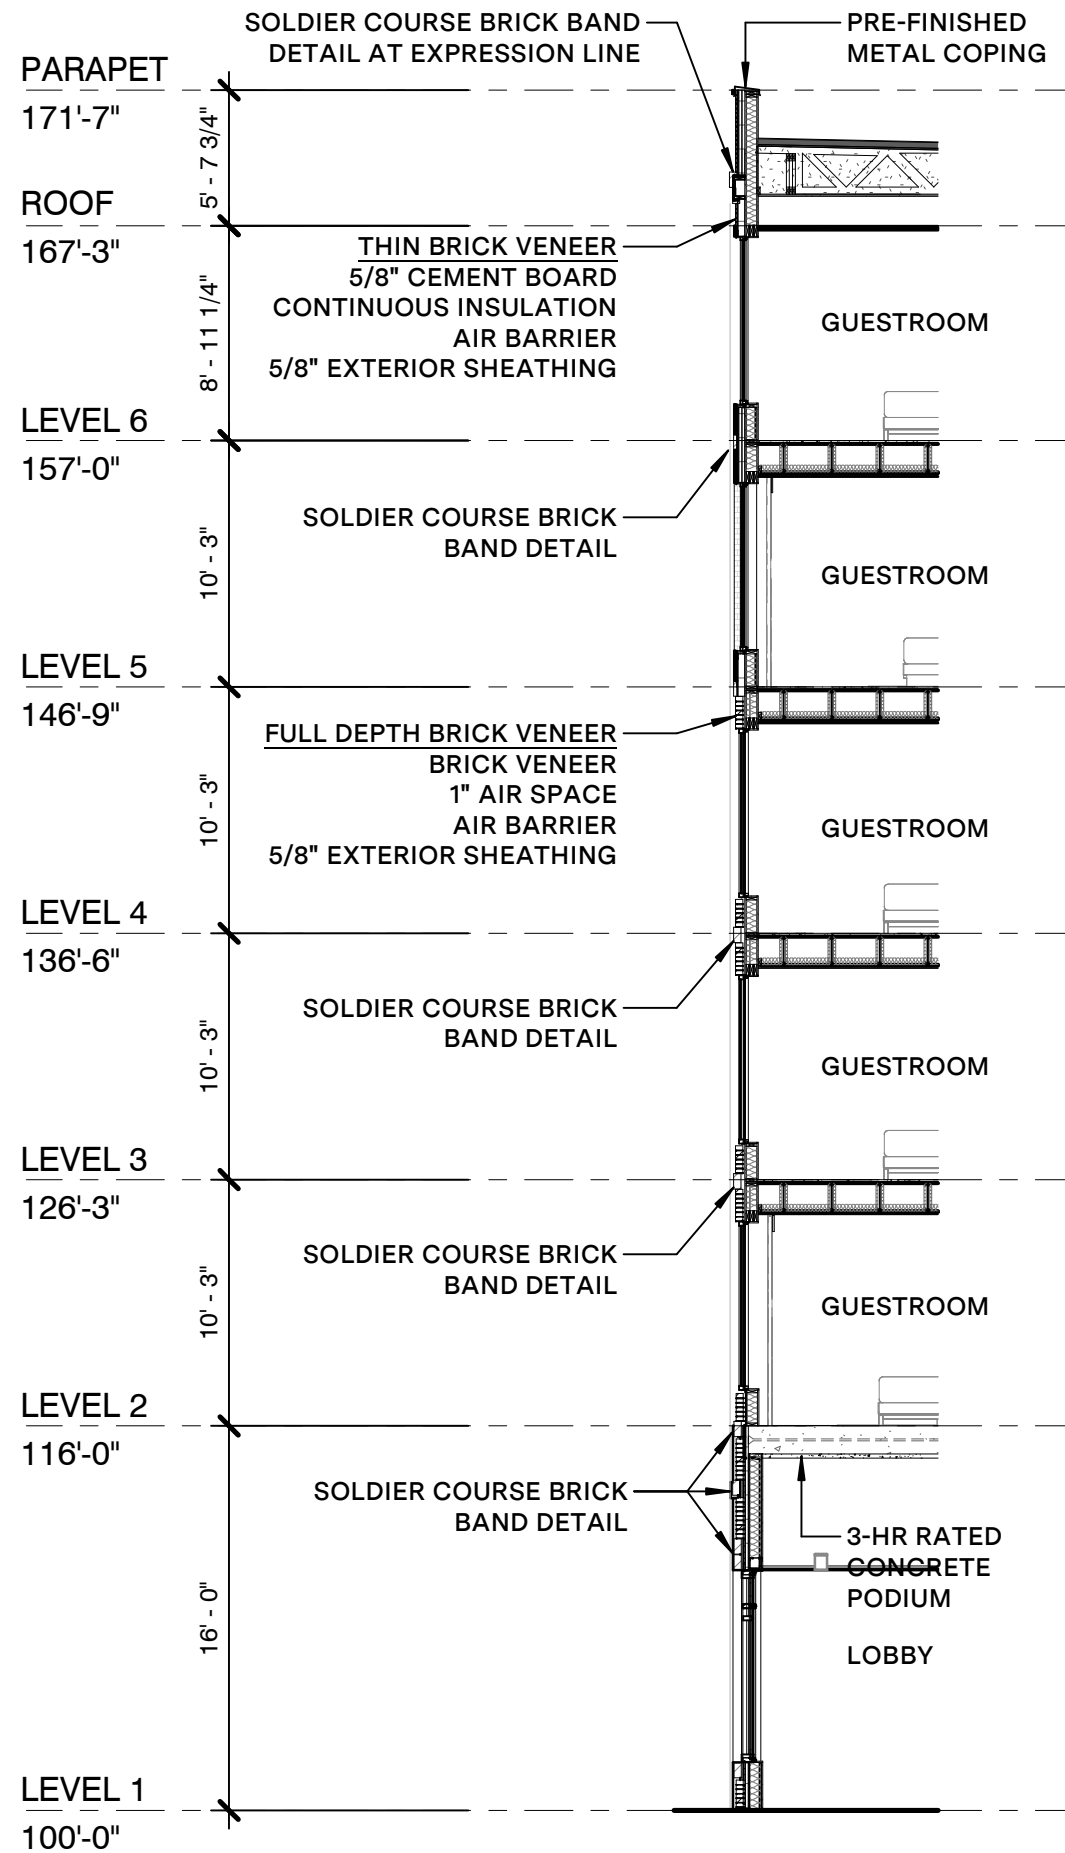 SOLDIER COURSE BRICK BAND
DETAIL AT EXPRESSION LINE
PRE-FINISHED
METAL COPING
PARAPET
171'-7"
5' - 7 3/4"
ROOF
167'-3"
THIN BRICK VENEER
5/8" CEMENT BOARD
CONTINUOUS INSULATION
AIR BARRIER
5/8" EXTERIOR SHEATHING
8' - 11 1/4"
GUESTROOM
LEVEL 6
157'-0"
SOLDIER COURSE BRICK
BAND DETAIL
10' - 3"
GUESTROOM
LEVEL 5
146'-9"
FULL DEPTH BRICK VENEER
BRICK VENEER
1" AIR SPACE
AIR BARRIER
5/8" EXTERIOR SHEATHING
10' - 3"
GUESTROOM
LEVEL 4
136'-6"
SOLDIER COURSE BRICK
BAND DETAIL
10' - 3"
GUESTROOM
LEVEL 3
126'-3"
SOLDIER COURSE BRICK
BAND DETAIL
10' - 3"
GUESTROOM
LEVEL 2
116'-0"
SOLDIER COURSE BRICK
BAND DETAIL
3-HR RATED
CONCRETE
PODIUM
16' - 0"
LOBBY
LEVEL 1
100'-0"